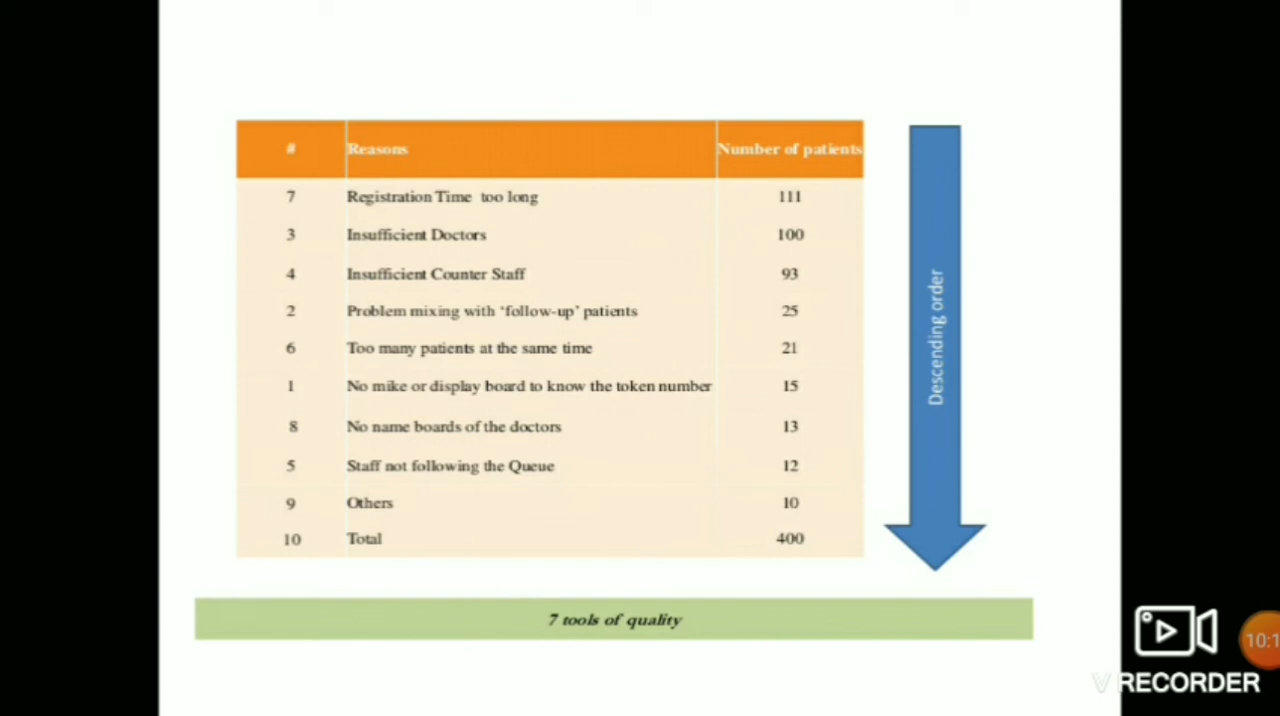 # Reasons Number of patients
7 Registration Time too long 111
3 Insufficient Doctors 100
4 Insufficient Counter Staff 93
2 Problem mixing with ‘follow-up’ patients 25
6 Too many patients at the same time 21
1 No mike or display board to know the token number 15
8 No name boards of the doctors 13
5 Staff not following the Queue 12
9 Others 10
10 Total 400
Descending order
7 tools of quality
10:1
V RECORDER